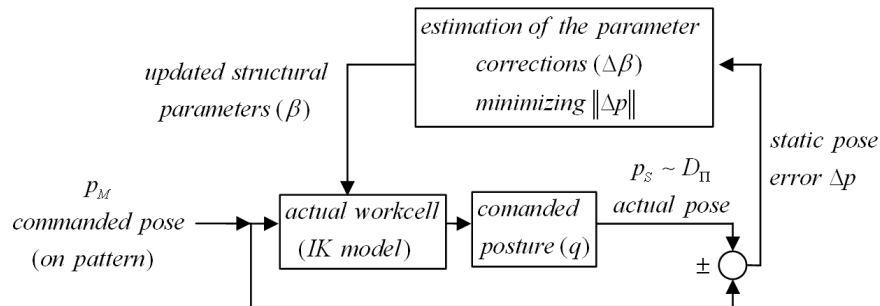 estimation of the parameter
corrections (Δβ)
minimizing ‖Δp‖
updated structural
parameters (β)
static pose
error Δp
p_M
commanded pose
(on pattern)
actual workcell
(IK model)
comanded
posture (q)
p_S ~ D_Π
actual pose
±